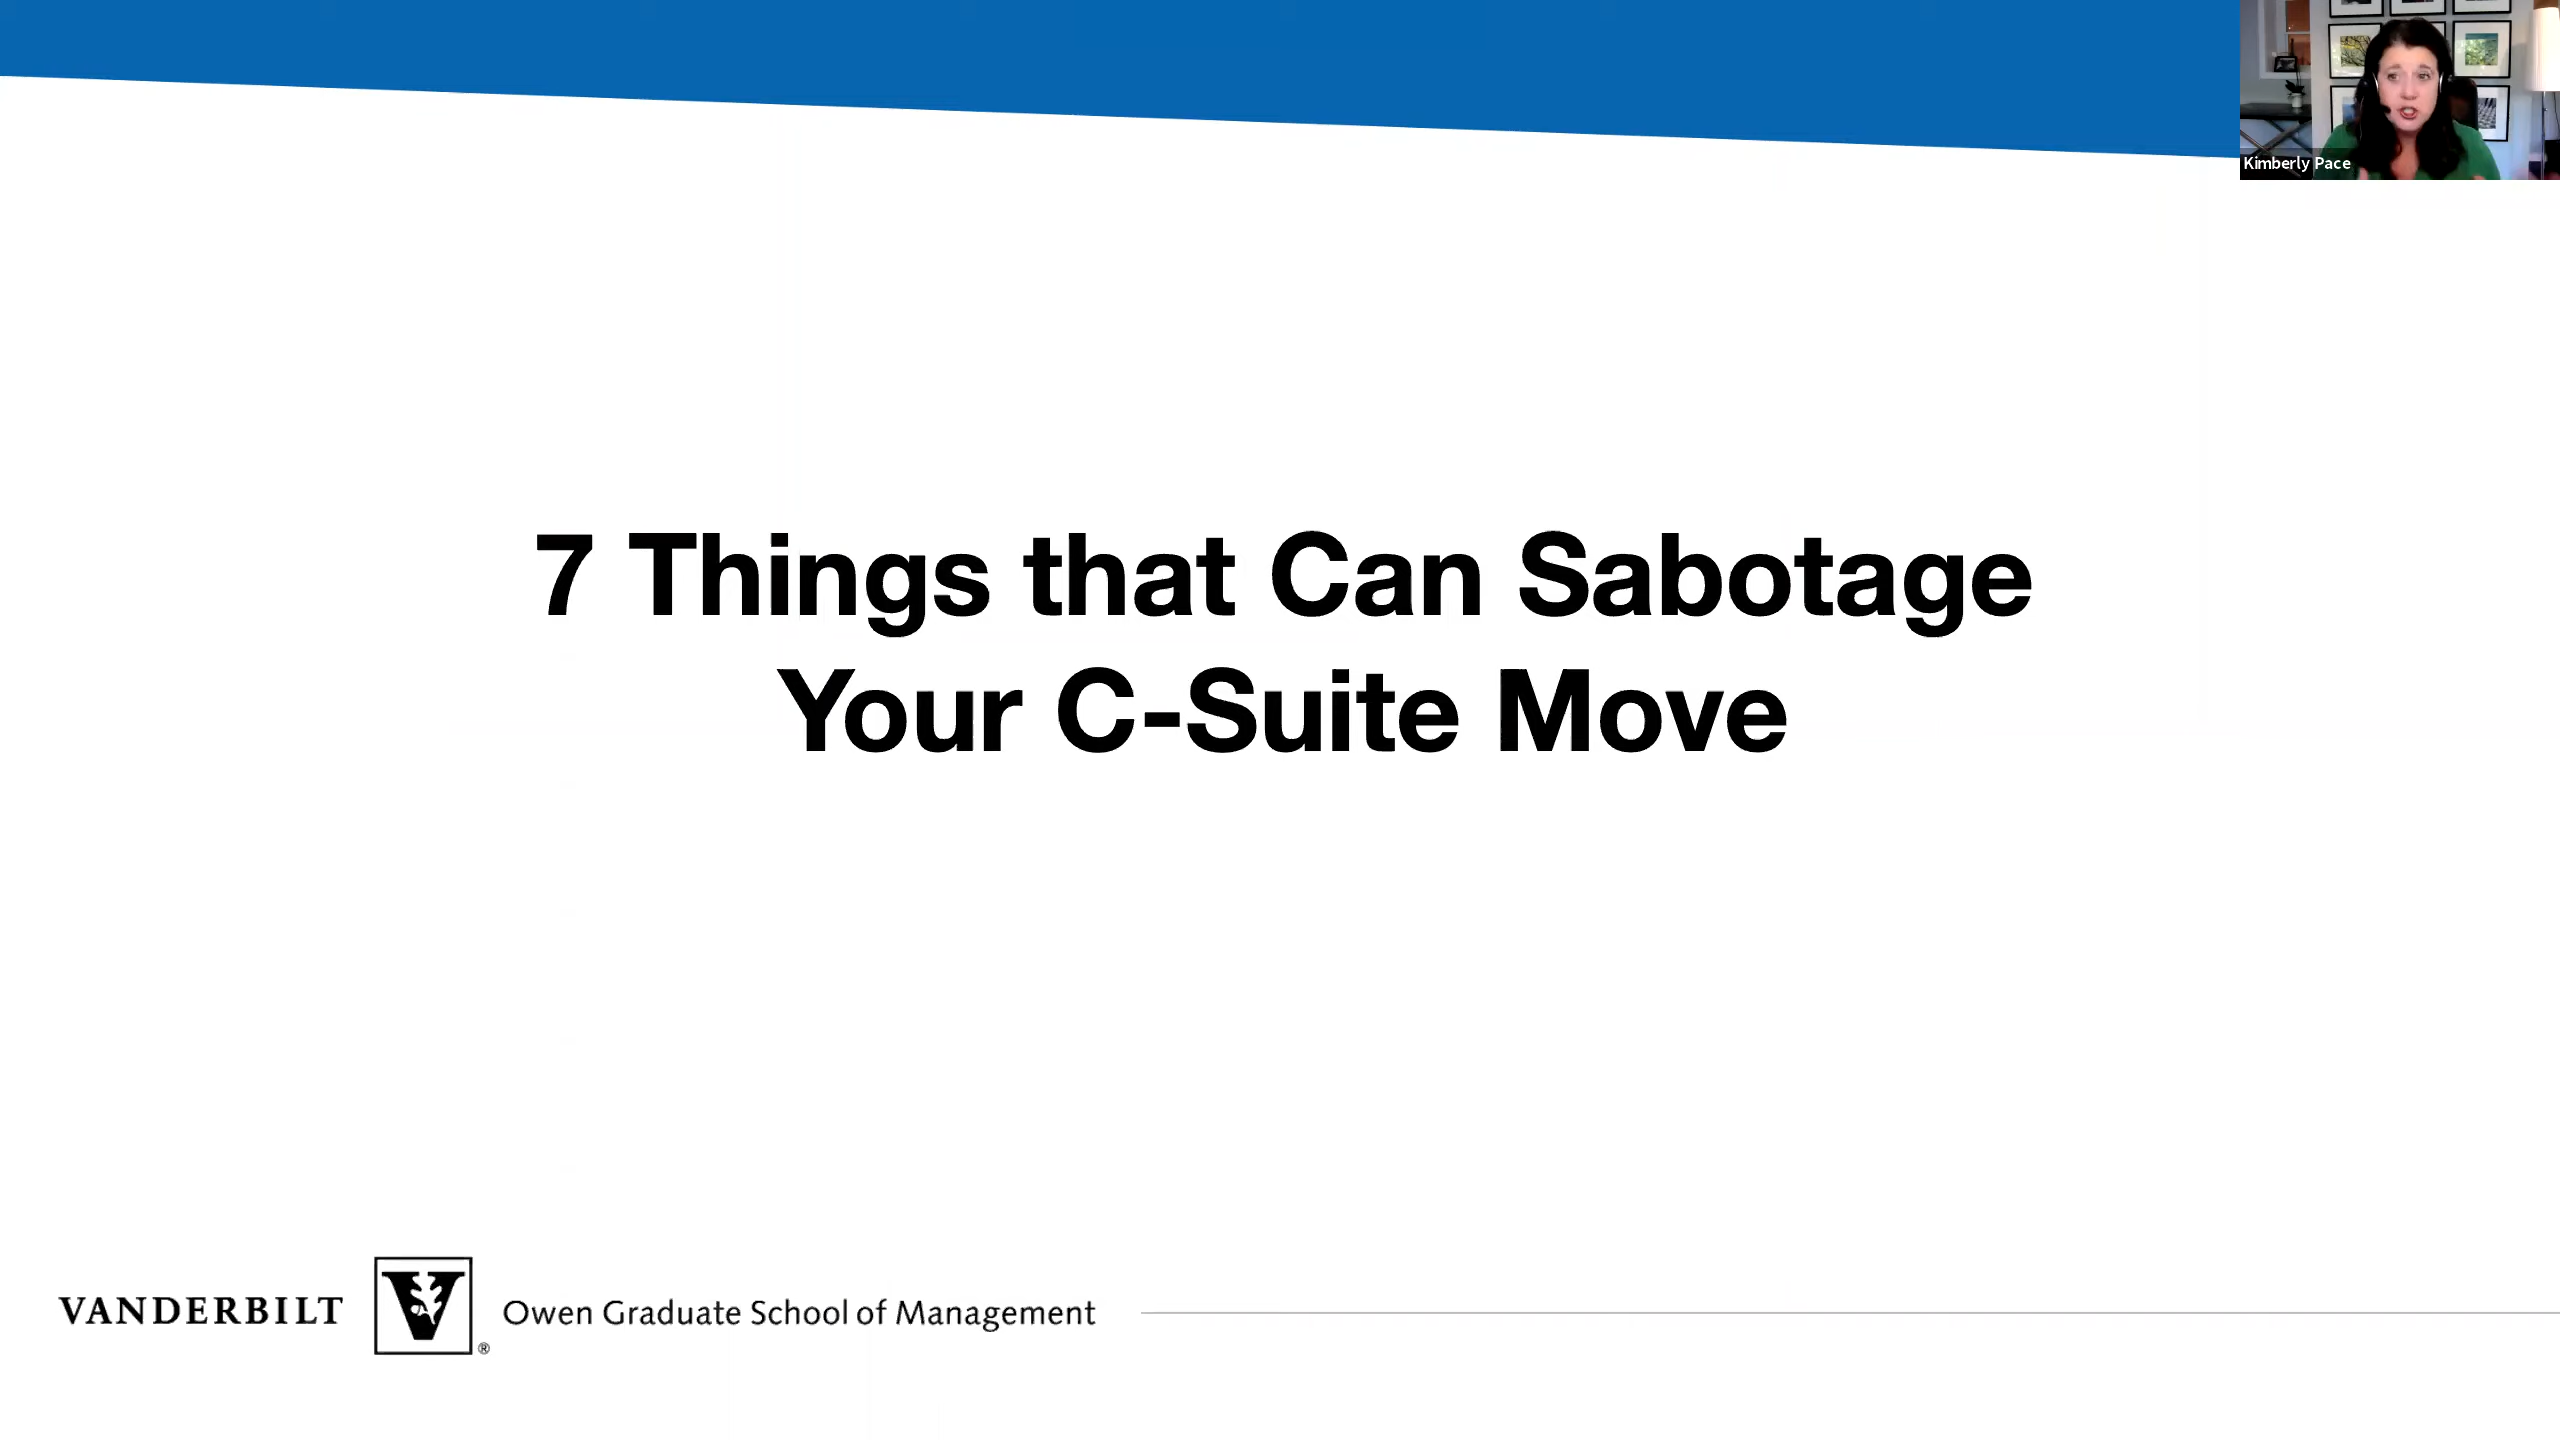 Kimberly Pace
7 Things that Can Sabotage
Your C-Suite Move
VANDERBILT V ® Owen Graduate School of Management